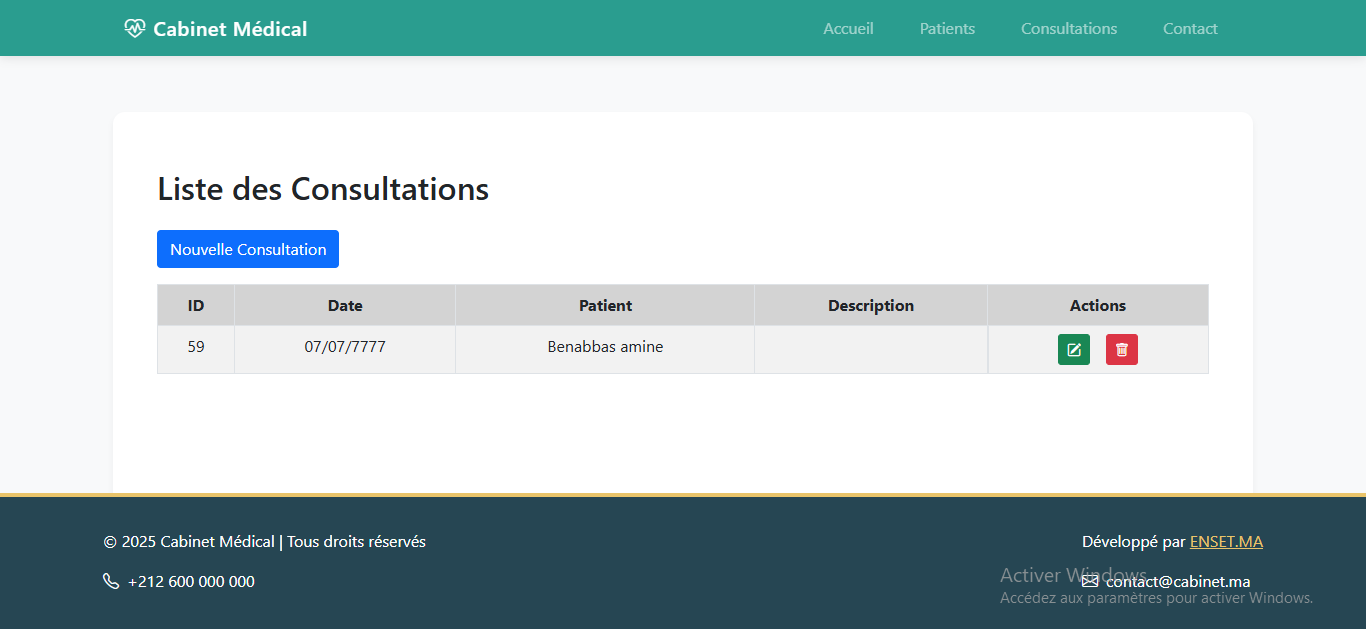 Cabinet Médical Accueil Patients Consultations Contact
Liste des Consultations
Nouvelle Consultation
ID Date Patient Description Actions
59 07/07/7777 Benabbas amine
© 2025 Cabinet Médical | Tous droits réservés Développé par ENSET.MA
+212 600 000 000 contact@cabinet.ma
Activer Windows
Accédez aux paramètres pour activer Windows.